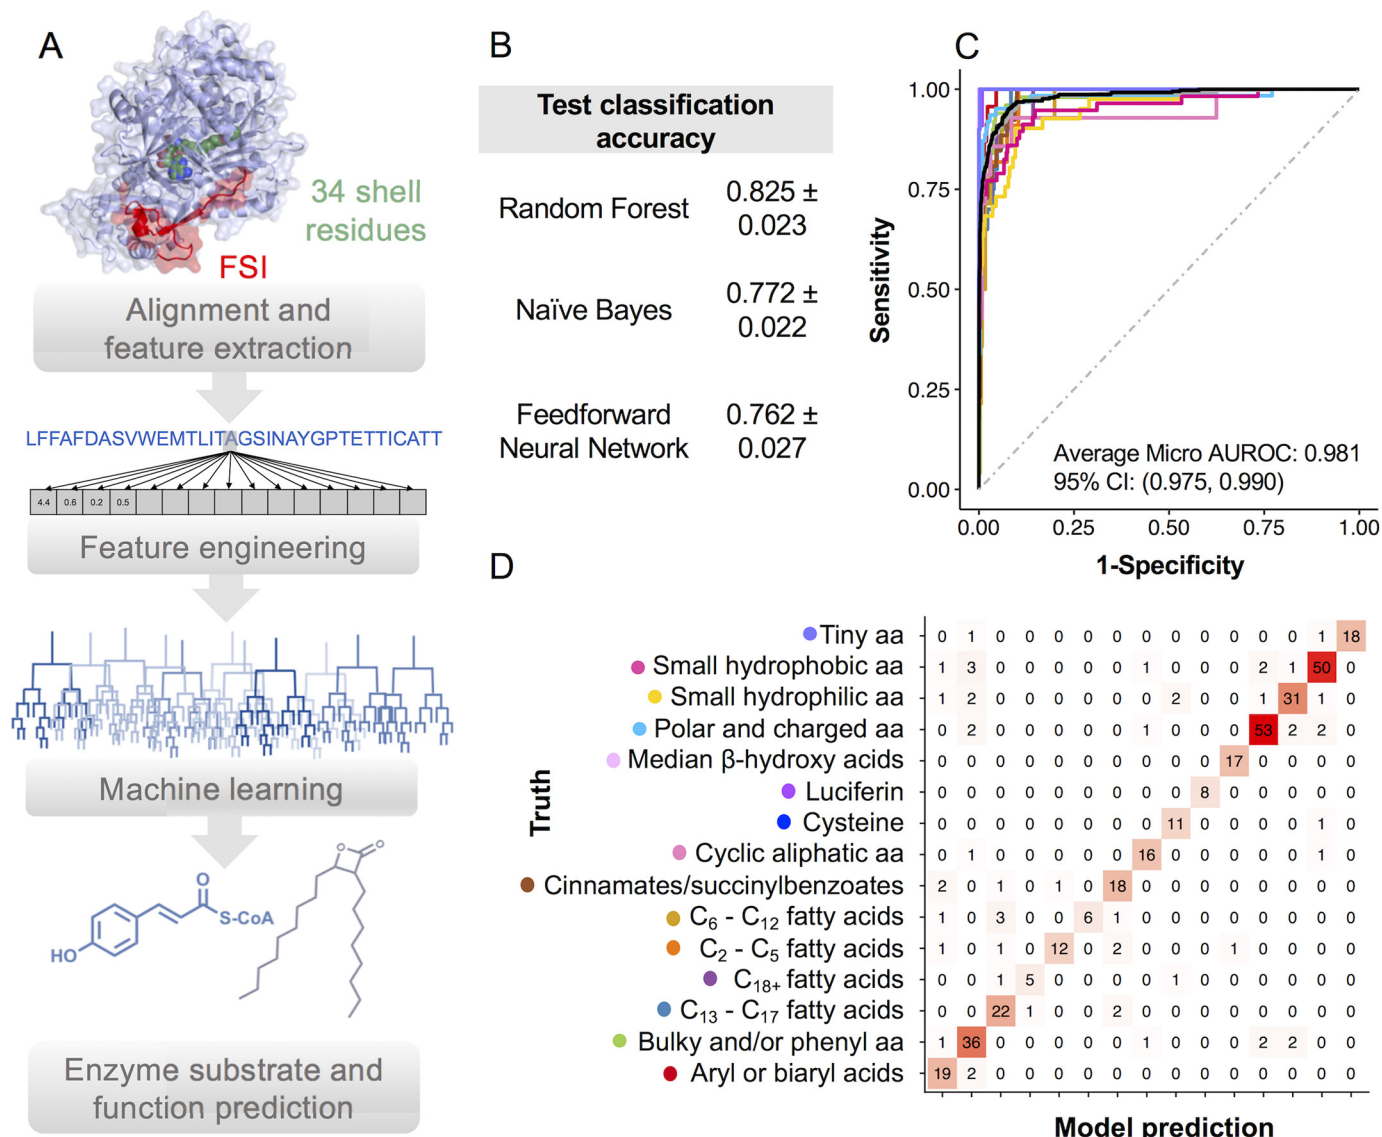 A
34 shell
residues
FSI
Alignment and
feature extraction
LFFAFDASVWEMTLITAGSINAYGPTETTICATT
4.4 0.6 0.2 0.5
Feature engineering
Machine learning
HO
O
S-CoA
O
O
Enzyme substrate and
function prediction
B
Test classification
accuracy
Random Forest
0.825 ±
0.023
Naïve Bayes
0.772 ±
0.022
Feedforward
Neural Network
0.762 ±
0.027
C
Sensitivity
1.00
0.75
0.50
0.25
0.00
Average Micro AUROC: 0.981
95% CI: (0.975, 0.990)
0.00 0.25 0.50 0.75 1.00
1-Specificity
D
Truth
Tiny aa 0 1 0 0 0 0 0 0 0 0 0 0 0 1 18
Small hydrophobic aa 1 3 0 0 0 0 0 1 0 0 0 2 1 50 0
Small hydrophilic aa 1 2 0 0 0 0 0 0 2 0 0 1 31 1 0
Polar and charged aa 0 2 0 0 0 0 0 1 0 0 0 53 2 2 0
Median β-hydroxy acids 0 0 0 0 0 0 0 0 0 0 17 0 0 0 0
Luciferin 0 0 0 0 0 0 0 0 0 8 0 0 0 0 0
Cysteine 0 0 0 0 0 0 0 0 11 0 0 0 0 1 0
Cyclic aliphatic aa 0 1 0 0 0 0 0 16 0 0 0 0 0 1 0
Cinnamates/succinylbenzoates 2 0 1 0 1 0 18 0 0 0 0 0 0 0 0
C6 - C12 fatty acids 1 0 3 0 0 6 1 0 0 0 0 0 0 0 0
C2 - C5 fatty acids 1 0 1 0 12 0 2 0 0 0 1 0 0 0 0
C18+ fatty acids 0 0 1 5 0 0 0 0 1 0 0 0 0 0 0
C13 - C17 fatty acids 0 0 22 1 0 0 2 0 0 0 0 0 0 0 0
Bulky and/or phenyl aa 1 36 0 0 0 0 0 1 0 0 0 2 2 0 0
Aryl or biaryl acids 19 2 0 0 0 0 0 0 0 0 0 0 0 0 0
Model prediction